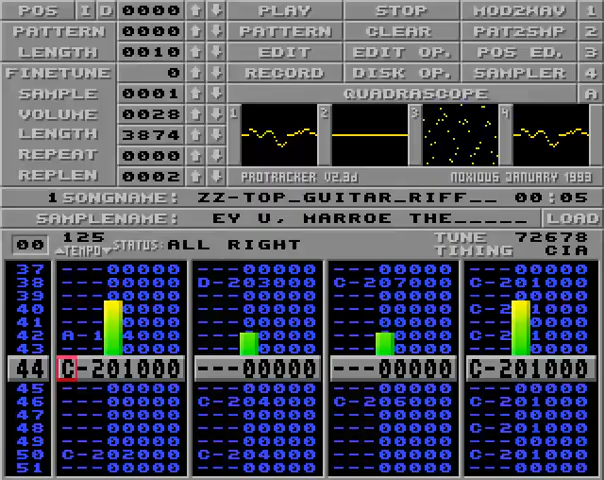 POS I D 0000 PLAY STOP MOD2WAV 1
PATTERN 0000 PATTERN CLEAR PAT2SMP 2
LENGTH 0010 EDIT EDIT OP. POS ED. 3
FINETUNE 0 RECORD DISK OP. SAMPLER 4
SAMPLE 0001 QUADRASCOPE A
VOLUME 0028 1 2 3 4
LENGTH 3874
REPEAT 0000
REPLEN 0002 PROTRACKER V2.3d NOXIOUS JANUARY 1993
1 SONGNAME: ZZ-TOP_GUITAR_RIFF__ 00:05
SAMPLENAME: EY U, MARROE THE_____ LOAD
00 125 TEMPO STATUS: ALL RIGHT TUNE 72678
TIMING CIA
37 ---00000 ---00000 ---00000 ---00000
38 ---00000 D-203000 C-207000 C-201000
39 ---00000 ---00000 ---00000 ---00000
40 ---00000 ---00000 ---00000 C-201000
41 ---00000 ---00000 ---00000 ---00000
42 A-1 4000 ---00000 ---00000 C-201000
43 ---00000 ---00000 ---00000 ---00000
44 C-201000 ---00000 ---00000 C-201000
45 ---00000 ---00000 ---00000 ---00000
46 ---00000 C-204000 C-206000 C-201000
47 ---00000 ---00000 ---00000 ---00000
48 ---00000 ---00000 ---00000 C-201000
49 ---00000 ---00000 ---00000 ---00000
50 C-202000 C-204000 ---00000 C-201000
51 ---00000 ---00000 ---00000 ---00000